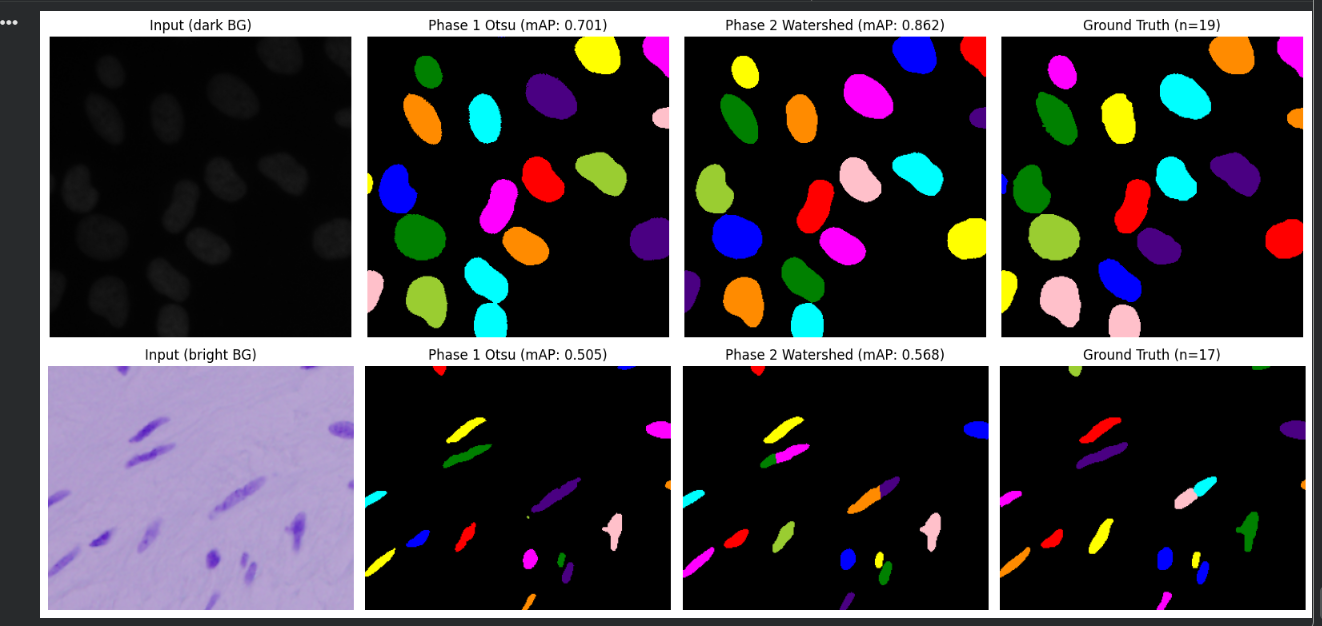 Input (dark BG)
Phase 1 Otsu (mAP: 0.701)
Phase 2 Watershed (mAP: 0.862)
Ground Truth (n=19)
Input (bright BG)
Phase 1 Otsu (mAP: 0.505)
Phase 2 Watershed (mAP: 0.568)
Ground Truth (n=17)